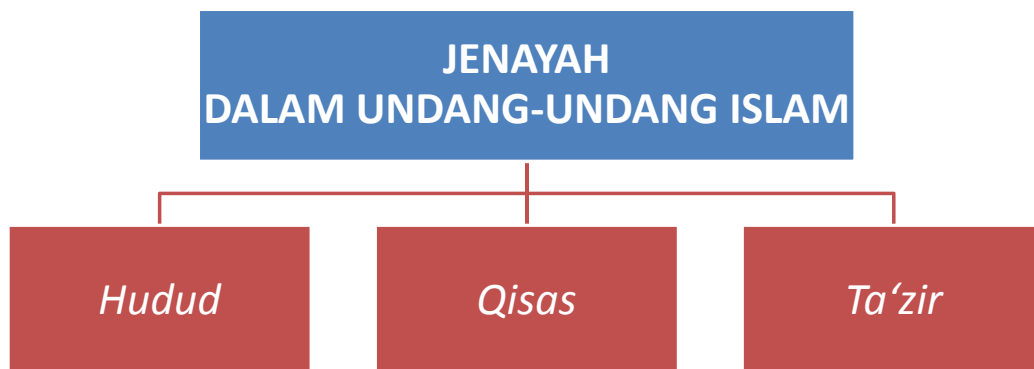 JENAYAH
DALAM UNDANG-UNDANG ISLAM
Hudud
Qisas
Ta‘zir